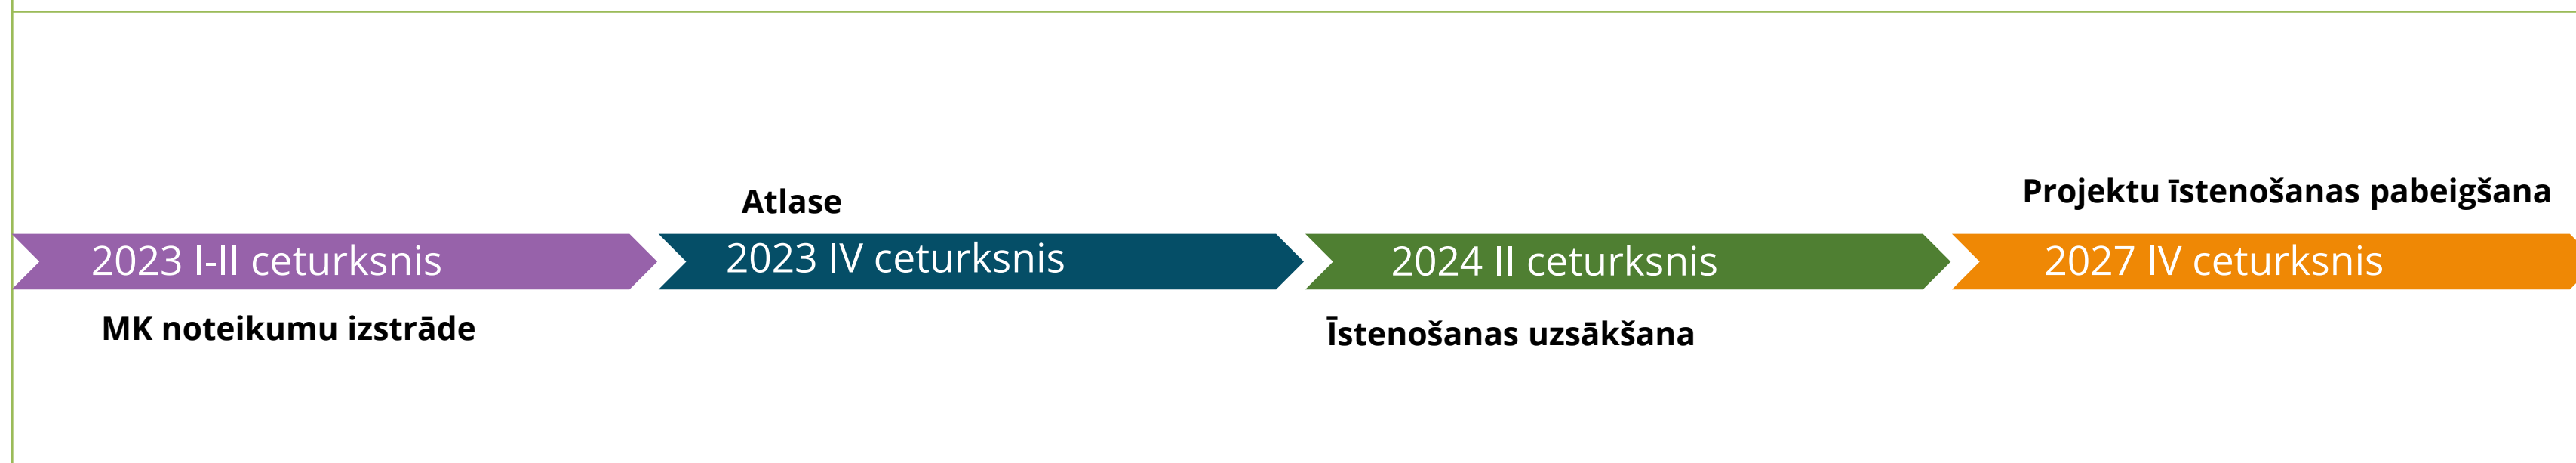 2023 I-II ceturksnis
MK noteikumu izstrāde
Atlase
2023 IV ceturksnis
2024 II ceturksnis
Īstenošanas uzsākšana
Projektu īstenošanas pabeigšana
2027 IV ceturksnis